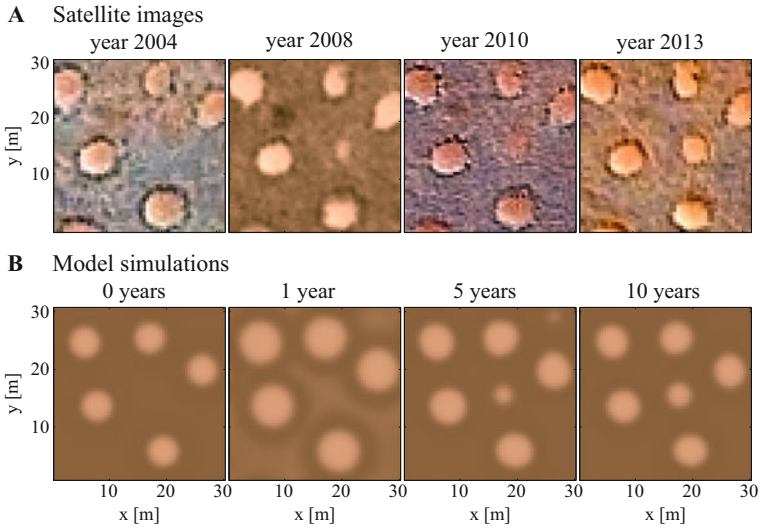 A Satellite images
year 2004 year 2008 year 2010 year 2013
30
20
10
y [m]
B Model simulations
0 years 1 year 5 years 10 years
30
20
10
y [m]
10 20 30 10 20 30 10 20 30 10 20 30
x [m] x [m] x [m] x [m]